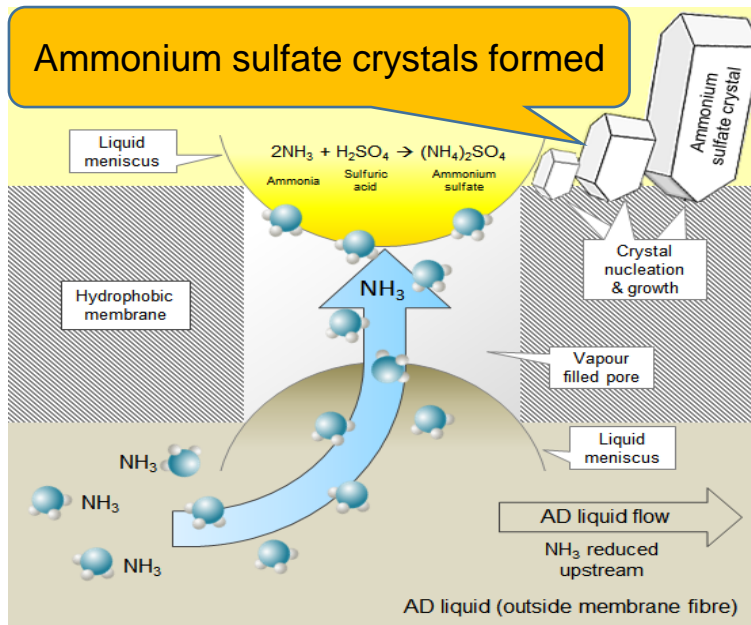 Ammonium sulfate crystals formed
Liquid
meniscus
2NH₃ + H₂SO₄ → (NH₄)₂SO₄
Ammonia
Sulfuric
acid
Ammonium
sulfate
Ammonium
sulfate crystal
Crystal
nucleation
& growth
Hydrophobic
membrane
NH₃
Vapour
filled pore
Liquid
meniscus
NH₃
NH₃
NH₃
AD liquid flow
NH₃ reduced
upstream
AD liquid (outside membrane fibre)